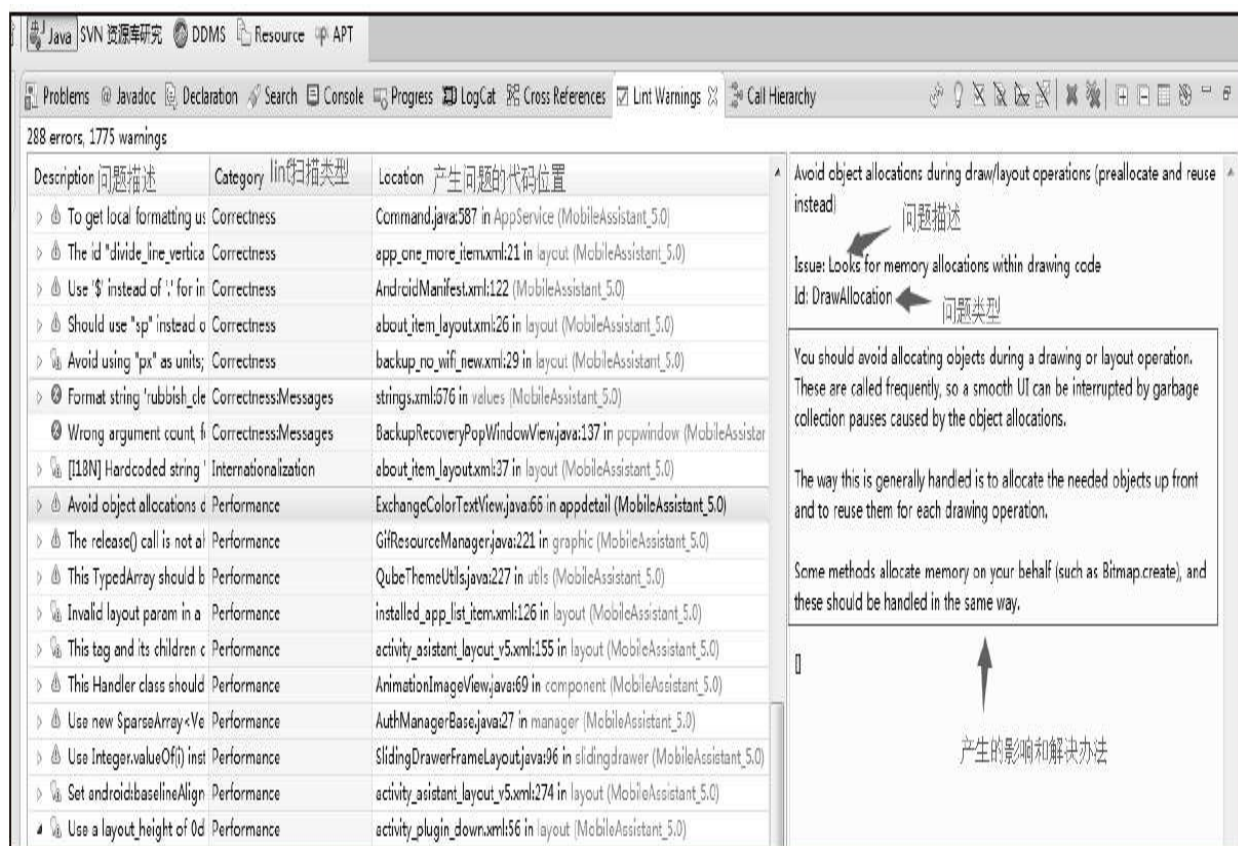 Java SVN 资源库研究 DDMS Resource APT
Problems @ Javadoc Declaration Search Console Progress LogCat Cross References Lint Warnings Call Hierarchy
288 errors, 1775 warnings
Description 问题描述 Category lint扫描类型 Location 产生问题的代码位置
To get local formatting us Correctness Command.java:587 in AppService (MobileAssistant_5.0)
The id "divide_line_vertica Correctness app_one_more_item.xml:21 in layout (MobileAssistant_5.0)
Use '$' instead of '.' for in Correctness AndroidManifest.xml:122 (MobileAssistant_5.0)
Should use "sp" instead o Correctness about_item_layout.xml:26 in layout (MobileAssistant_5.0)
Avoid using "px" as units; Correctness backup_no_wifi_new.xml:29 in layout (MobileAssistant_5.0)
Format string 'rubbish_cle Correctness:Messages strings.xml:676 in values (MobileAssistant_5.0)
Wrong argument count, f Correctness:Messages BackupRecoveryPopWindowView.java:137 in popwindow (MobileAssistar
[I18N] Hardcoded string ' Internationalization about_item_layout.xml:37 in layout (MobileAssistant_5.0)
Avoid object allocations d Performance ExchangeColorTextView.java:66 in appdetail (MobileAssistant_5.0)
The release() call is not al Performance GifResourceManager.java:221 in graphic (MobileAssistant_5.0)
This TypedArray should b Performance QubeThemeUtils.java:227 in utils (MobileAssistant_5.0)
Invalid layout param in a Performance installed_app_list_item.xml:126 in layout (MobileAssistant_5.0)
This tag and its children c Performance activity_asistant_layout_v5.xml:155 in layout (MobileAssistant_5.0)
This Handler class should Performance AnimationImageView.java:69 in component (MobileAssistant_5.0)
Use new SparseArray<Ve Performance AuthManagerBase.java:27 in manager (MobileAssistant_5.0)
Use Integer.valueOf(i) inst Performance SlidingDrawerFrameLayout.java:96 in slidingdrawer (MobileAssistant_5.0)
Set android:baselineAlign Performance activity_asistant_layout_v5.xml:274 in layout (MobileAssistant_5.0)
Use a layout_height of 0d Performance activity_plugin_down.xml:56 in layout (MobileAssistant_5.0)
Avoid object allocations during draw/layout operations (preallocate and reuse
instead)
问题描述
Issue: Looks for memory allocations within drawing code
Id: DrawAllocation
问题类型
You should avoid allocating objects during a drawing or layout operation.
These are called frequently, so a smooth UI can be interrupted by garbage
collection pauses caused by the object allocations.
The way this is generally handled is to allocate the needed objects up front
and to reuse them for each drawing operation.
Some methods allocate memory on your behalf (such as Bitmap.create), and
these should be handled in the same way.
产生的影响和解决办法